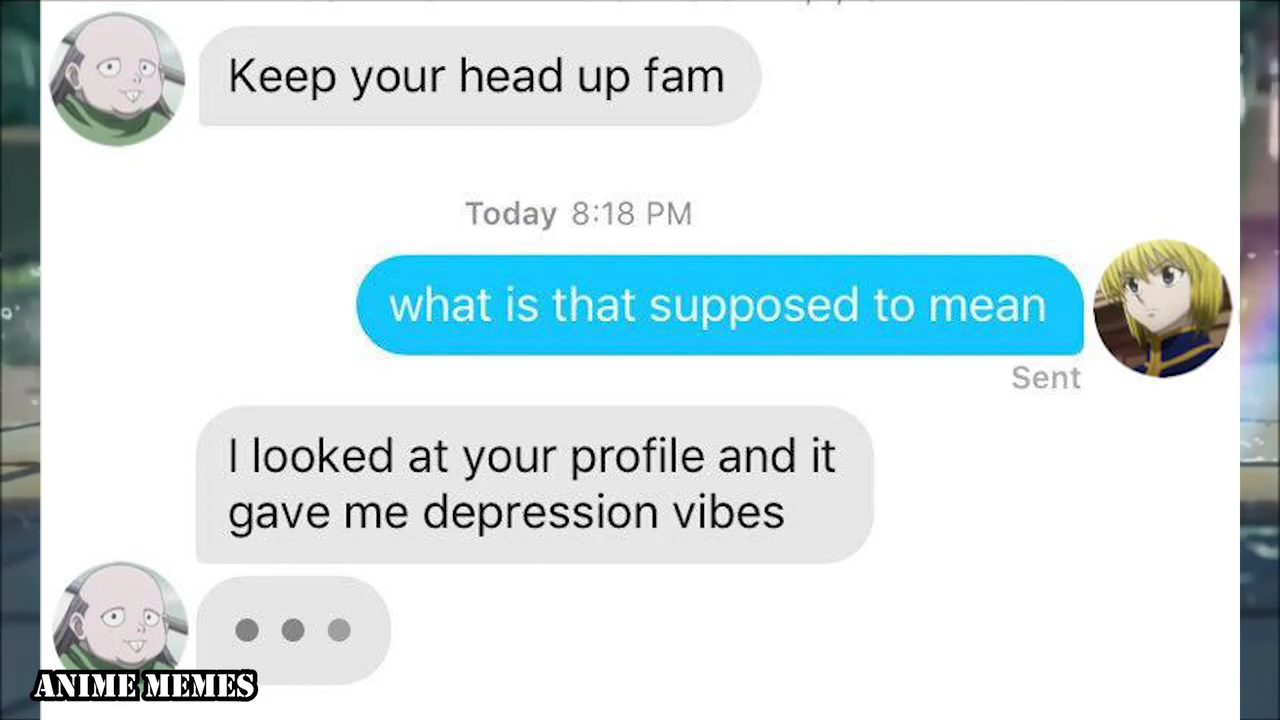 Keep your head up fam
Today 8:18 PM
what is that supposed to mean
Sent
I looked at your profile and it
gave me depression vibes
ANIME MEMES